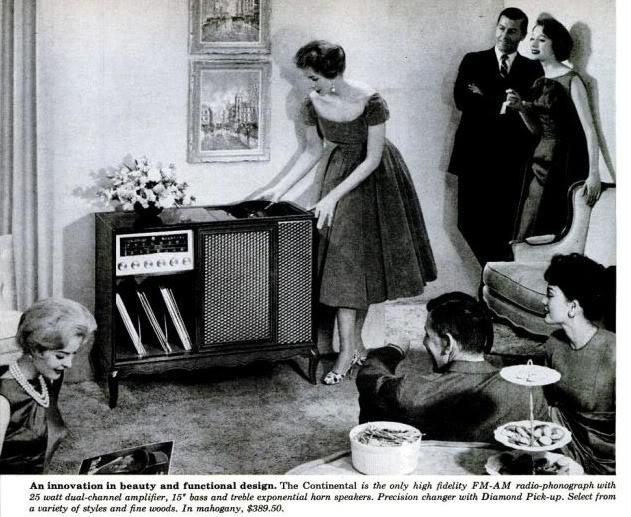 An innovation in beauty and functional design. The Continental is the only high fidelity FM-AM radio-phonograph with
25 watt dual-channel amplifier, 15" bass and treble exponential horn speakers. Precision changer with Diamond Pick-up. Select from
a variety of styles and fine woods. In mahogany, $389.50.